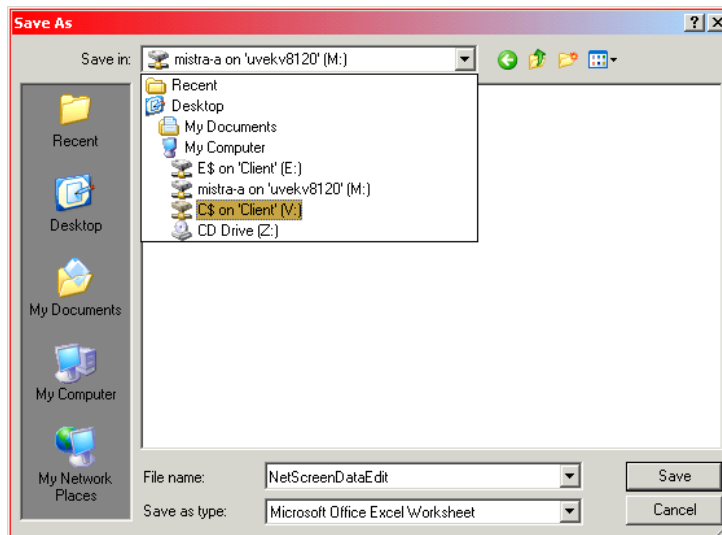 Save As
Save in:
mistra-a on 'uvekv8120' (M:)
Recent
Desktop
My Documents
My Computer
E$ on 'Client' (E:)
mistra-a on 'uvekv8120' (M:)
C$ on 'Client' (V:)
CD Drive (Z:)
Recent
Desktop
My Documents
My Computer
My Network
Places
File name:
NetScreenDataEdit
Save
Save as type:
Microsoft Office Excel Worksheet
Cancel